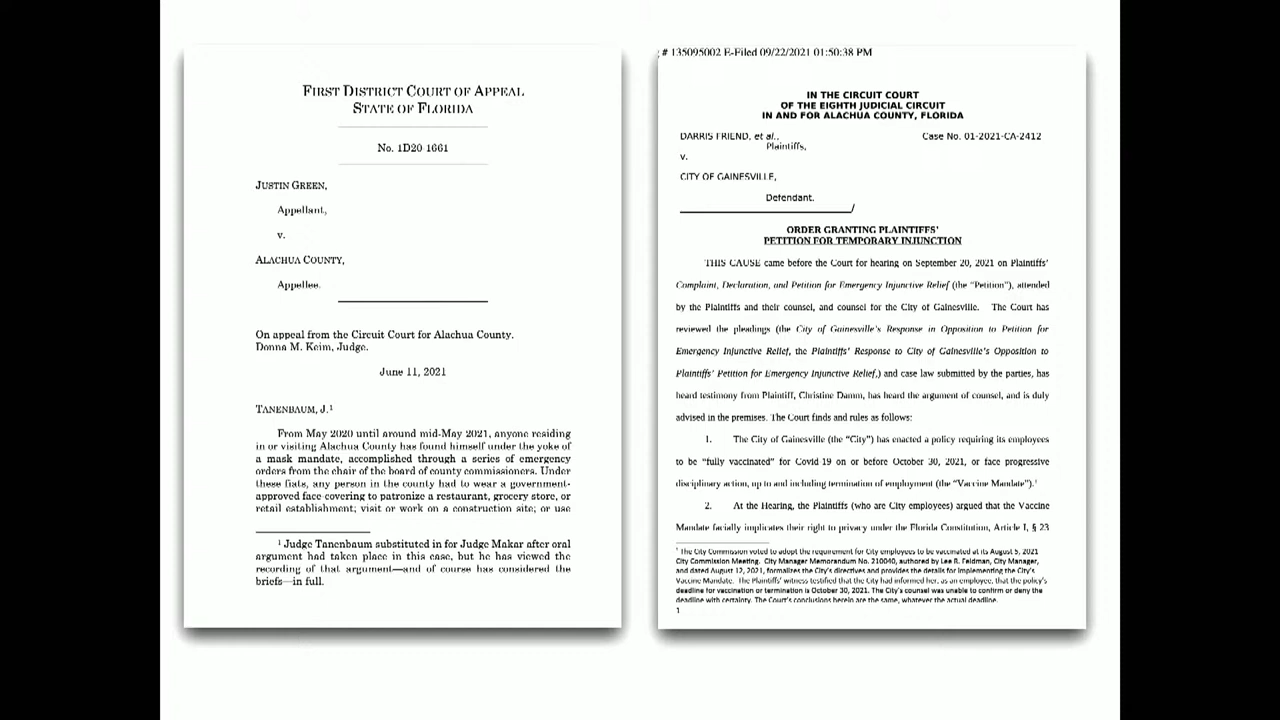 FIRST DISTRICT COURT OF APPEAL
STATE OF FLORIDA
No. 1D20-1661
JUSTIN GREEN,
Appellant,
v.
ALACHUA COUNTY,
Appellee.
On appeal from the Circuit Court for Alachua County.
Donna M. Keim, Judge.
June 11, 2021
TANENBAUM, J.¹
From May 2020 until around mid-May 2021, anyone residing
in or visiting Alachua County has found himself under the yoke of
a mask mandate, accomplished through a series of emergency
orders from the chair of the board of county commissioners. Under
these fiats, any person in the county had to wear a government-
approved face-covering to patronize a restaurant, grocery store, or
retail establishment; visit or work on a construction site; or use
¹ Judge Tanenbaum substituted in for Judge Makar after oral
argument had taken place in this case, but he has viewed the
recording of that argument—and of course has considered the
briefs—in full.
# 135095002 E-Filed 09/22/2021 01:50:38 PM
IN THE CIRCUIT COURT
OF THE EIGHTH JUDICIAL CIRCUIT
IN AND FOR ALACHUA COUNTY, FLORIDA
DARRIS FRIEND, et al., Case No. 01-2021-CA-2412
Plaintiffs,
v.
CITY OF GAINESVILLE,
Defendant.
/
ORDER GRANTING PLAINTIFFS'
PETITION FOR TEMPORARY INJUNCTION
THIS CAUSE came before the Court for hearing on September 20, 2021 on Plaintiffs'
Complaint, Declaration, and Petition for Emergency Injunctive Relief (the "Petition"), attended
by the Plaintiffs and their counsel, and counsel for the City of Gainesville. The Court has
reviewed the pleadings (the City of Gainesville's Response in Opposition to Petition for
Emergency Injunctive Relief, the Plaintiffs' Response to City of Gainesville's Opposition to
Plaintiffs' Petition for Emergency Injunctive Relief,) and case law submitted by the parties, has
heard testimony from Plaintiff, Christine Damm, has heard the argument of counsel, and is duly
advised in the premises. The Court finds and rules as follows:
1. The City of Gainesville (the "City") has enacted a policy requiring its employees
to be "fully vaccinated" for Covid 19 on or before October 30, 2021, or face progressive
disciplinary action, up to and including termination of employment (the "Vaccine Mandate").¹
2. At the Hearing, the Plaintiffs (who are City employees) argued that the Vaccine
Mandate facially implicates their right to privacy under the Florida Constitution, Article I, § 23
¹ The City Commission voted to adopt the requirement for City employees to be vaccinated at its August 5, 2021
City Commission Meeting. City Manager Memorandum No. 210040, authored by Lee R. Feldman, City Manager,
and dated August 12, 2021, formalizes the City's directives and provides the details for implementing the City's
Vaccine Mandate. The Plaintiffs' witness testified that the City had informed her, as an employee, that the policy's
deadline for vaccination or termination is October 30, 2021. The City's counsel was unable to confirm or deny the
deadline with certainty. The Court's conclusions herein are the same, whatever the actual deadline.
1